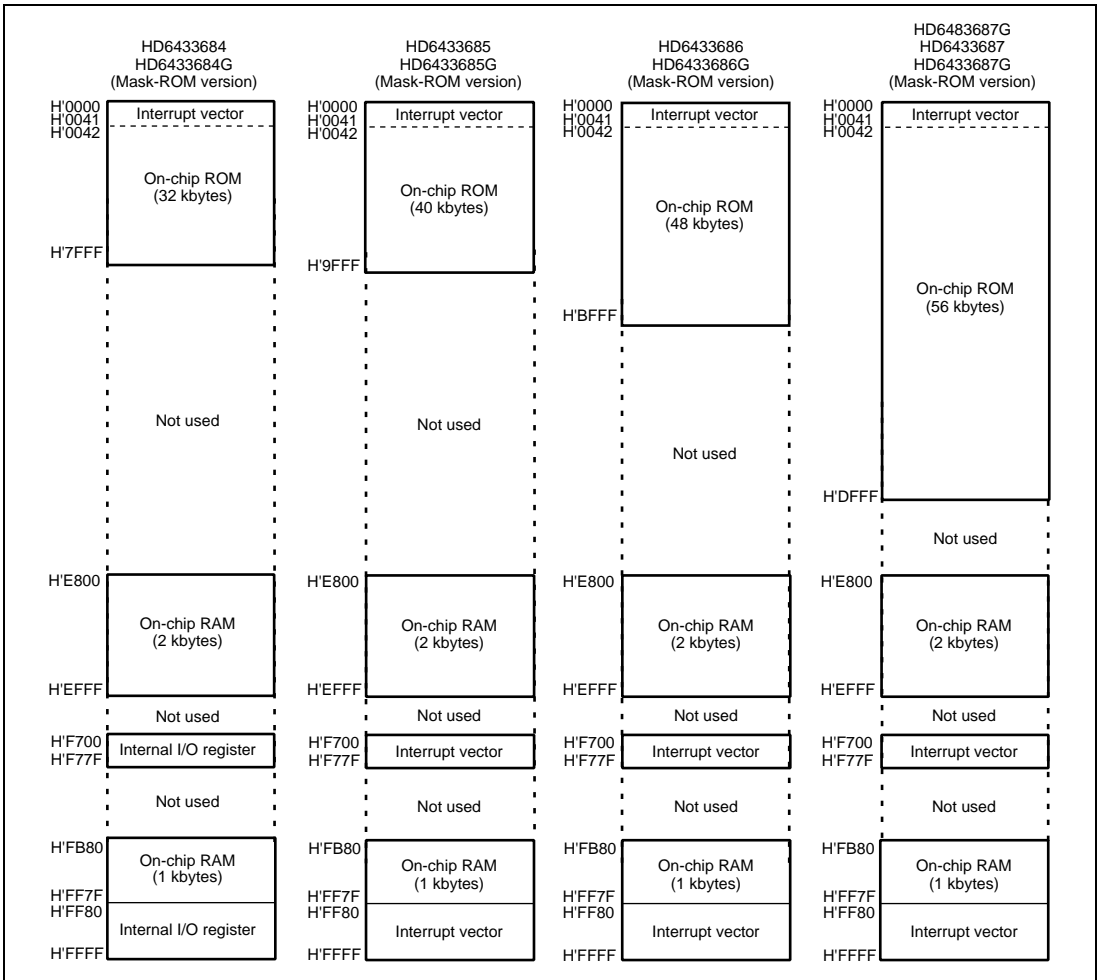 HD6433684
HD6433684G
(Mask-ROM version)
H'0000
H'0041
H'0042
Interrupt vector
On-chip ROM
(32 kbytes)
H'7FFF
Not used
H'E800
On-chip RAM
(2 kbytes)
H'EFFF
Not used
H'F700
H'F77F
Internal I/O register
Not used
H'FB80
On-chip RAM
(1 kbytes)
H'FF7F
H'FF80
Internal I/O register
H'FFFF
HD6433685
HD6433685G
(Mask-ROM version)
H'0000
H'0041
H'0042
Interrupt vector
On-chip ROM
(40 kbytes)
H'9FFF
Not used
H'E800
On-chip RAM
(2 kbytes)
H'EFFF
Not used
H'F700
H'F77F
Interrupt vector
Not used
H'FB80
On-chip RAM
(1 kbytes)
H'FF7F
H'FF80
Interrupt vector
H'FFFF
HD6433686
HD6433686G
(Mask-ROM version)
H'0000
H'0041
H'0042
Interrupt vector
On-chip ROM
(48 kbytes)
H'BFFF
Not used
H'E800
On-chip RAM
(2 kbytes)
H'EFFF
Not used
H'F700
H'F77F
Interrupt vector
Not used
H'FB80
On-chip RAM
(1 kbytes)
H'FF7F
H'FF80
Interrupt vector
H'FFFF
HD6483687G
HD6433687
HD6433687G
(Mask-ROM version)
H'0000
H'0041
H'0042
Interrupt vector
On-chip ROM
(56 kbytes)
H'DFFF
Not used
H'E800
On-chip RAM
(2 kbytes)
H'EFFF
Not used
H'F700
H'F77F
Interrupt vector
Not used
H'FB80
On-chip RAM
(1 kbytes)
H'FF7F
H'FF80
Interrupt vector
H'FFFF